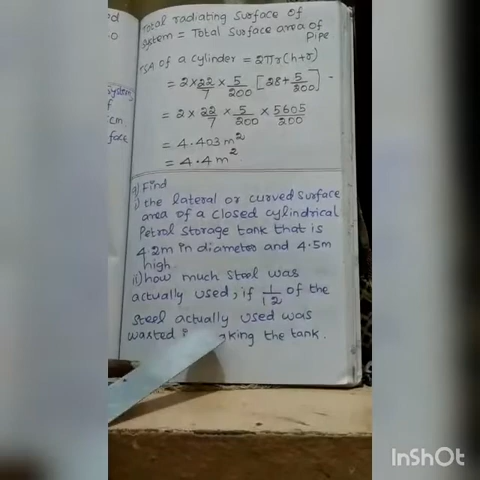 Total radiating surface of
system = Total surface area of
Pipe
TSA of a cylinder = 2πr(h+r)
= 2 × 22/7 × 5/200 [28 + 5/200]
= 2 × 22/7 × 5/200 × 5605/200
= 4.403 m²
= 4.4 m²
Find
i) the lateral or curved surface
area of a closed cylindrical
Petrol storage tank that is
4.2m in diameter and 4.5m
high.
ii) how much steel was
actually used, if 1/12 of the
steel actually used was
wasted the tank.
system
cm
face
InShOt